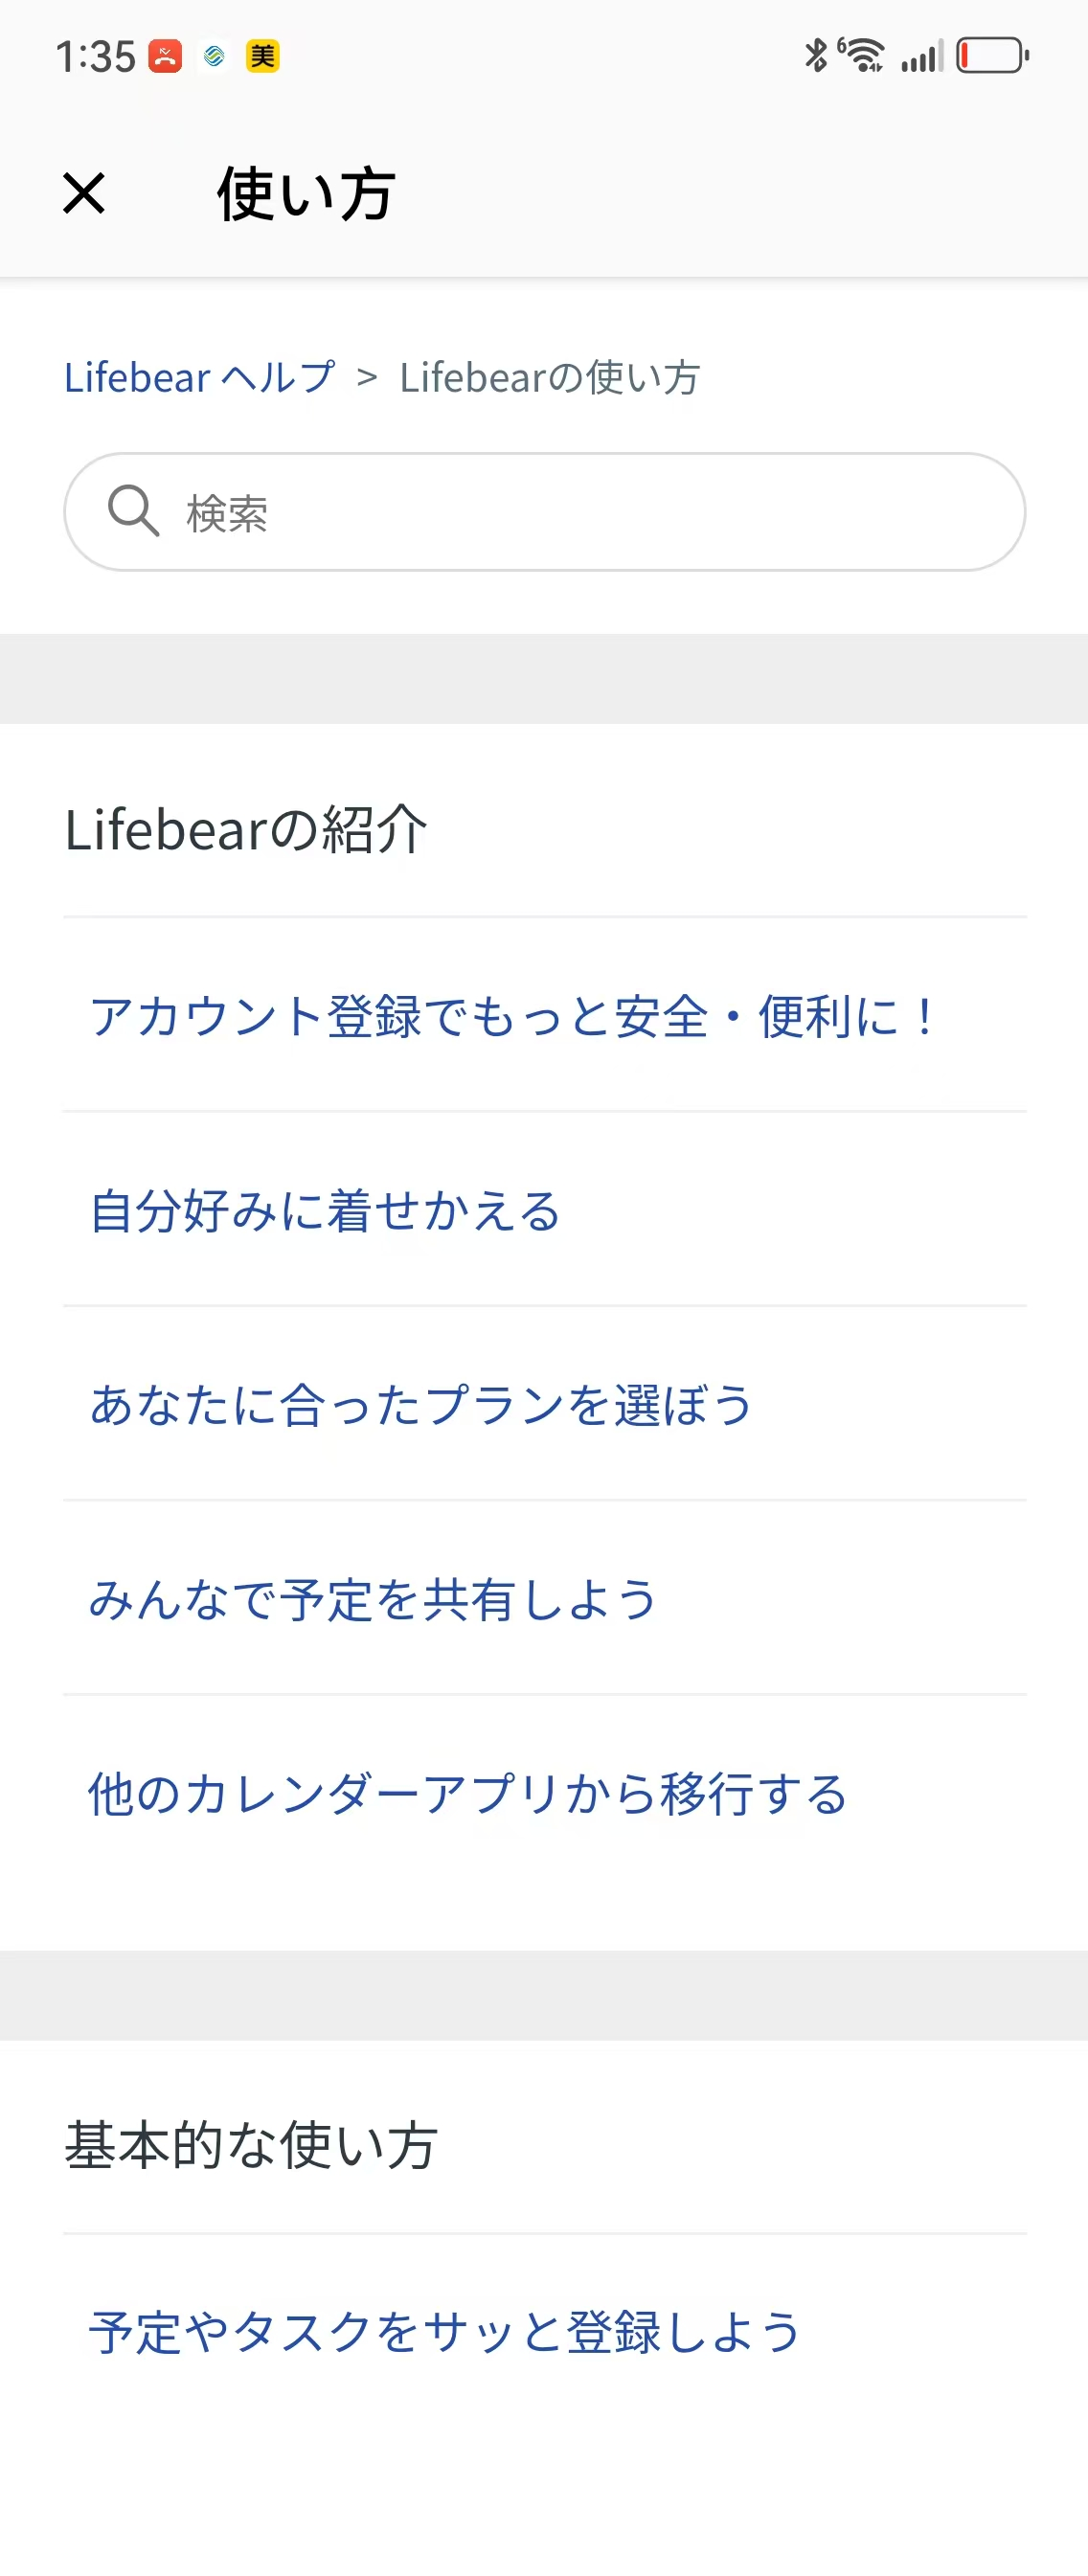 1:35 美 6
使い方
Lifebear ヘルプ > Lifebearの使い方
検索
Lifebearの紹介
アカウント登録でもっと安全・便利に！
自分好みに着せかえる
あなたに合ったプランを選ぼう
みんなで予定を共有しよう
他のカレンダーアプリから移行する
基本的な使い方
予定やタスクをサッと登録しよう